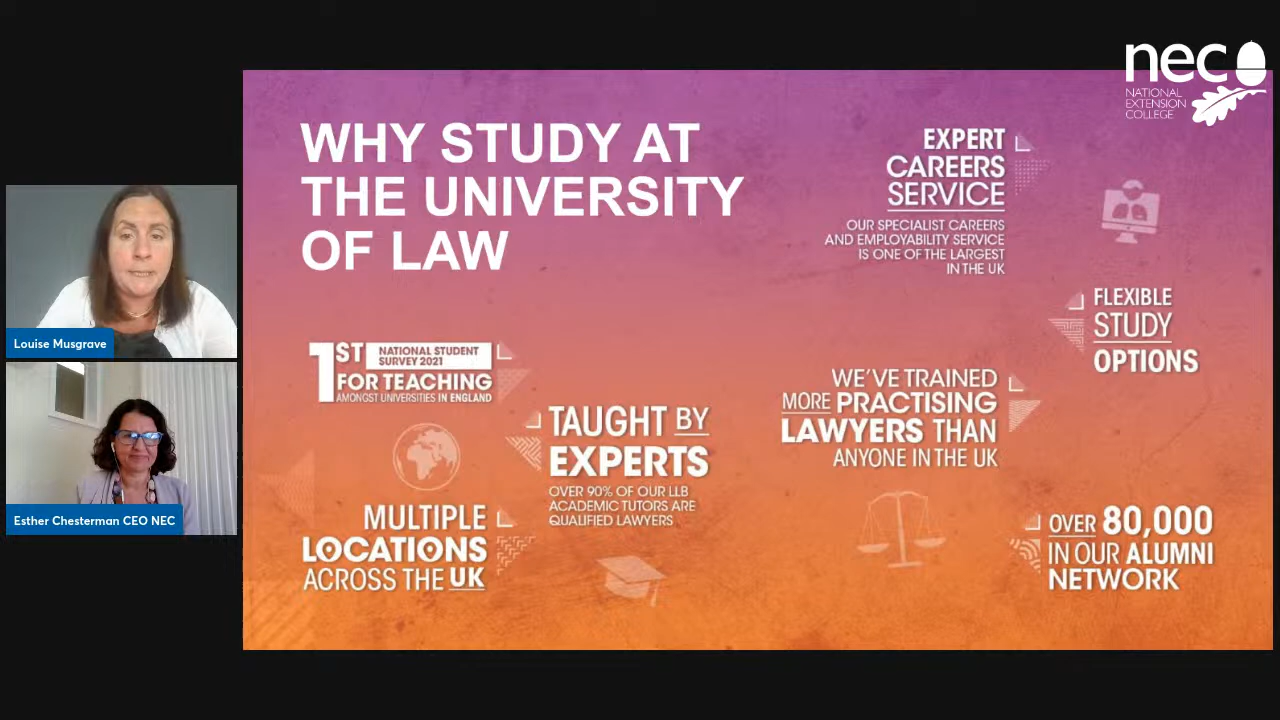 nec
NATIONAL
EXTENSION
COLLEGE
WHY STUDY AT
THE UNIVERSITY
OF LAW
EXPERT
CAREERS
SERVICE
OUR SPECIALIST CAREERS
AND EMPLOYABILITY SERVICE
IS ONE OF THE LARGEST
IN THE UK
FLEXIBLE
STUDY
OPTIONS
1ST NATIONAL STUDENT
SURVEY 2021
FOR TEACHING
AMONGST UNIVERSITIES IN ENGLAND
TAUGHT BY
EXPERTS
OVER 90% OF OUR LLB
ACADEMIC TUTORS ARE
QUALIFIED LAWYERS
WE'VE TRAINED
MORE PRACTISING
LAWYERS THAN
ANYONE IN THE UK
MULTIPLE
LOCATIONS
ACROSS THE UK
OVER 80,000
IN OUR ALUMNI
NETWORK
Louise Musgrave
Esther Chesterman CEO NEC